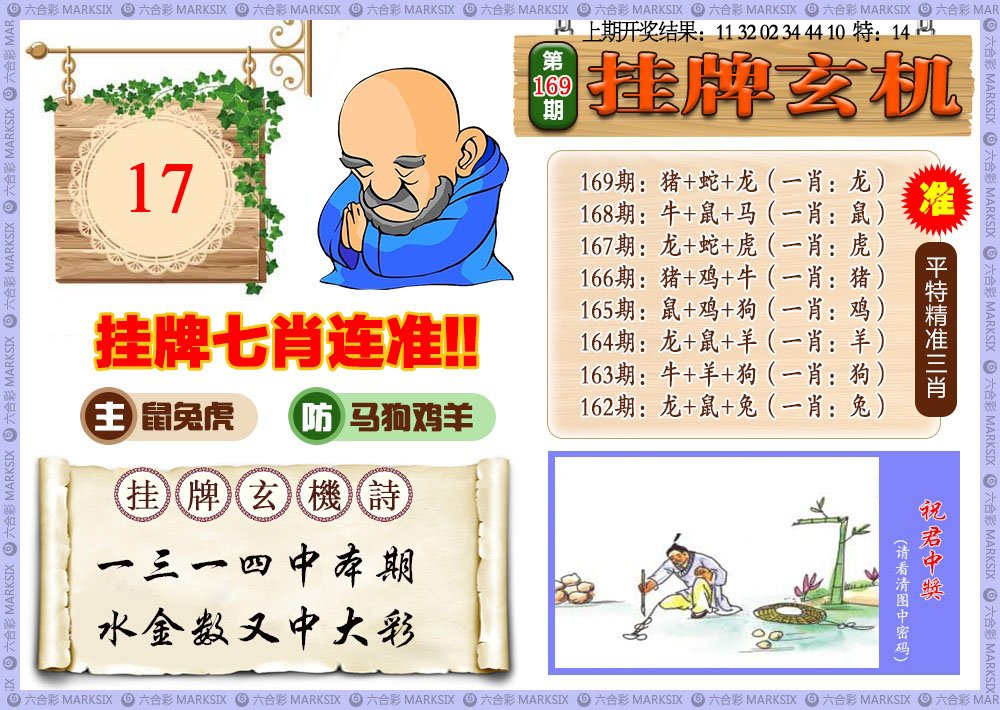 六合彩 MARKSIX
上期开奖结果：11 32 02 34 44 10 特：14
第169期
挂牌玄机
17
169期：猪+蛇+龙（一肖：龙）
168期：牛+鼠+马（一肖：鼠）
167期：龙+蛇+虎（一肖：虎）
166期：猪+鸡+牛（一肖：猪）
165期：鼠+鸡+狗（一肖：鸡）
164期：龙+鼠+羊（一肖：羊）
163期：牛+羊+狗（一肖：狗）
162期：龙+鼠+兔（一肖：兔）
准
平特精准三肖
挂牌七肖连准!!
主 鼠兔虎
防 马狗鸡羊
挂牌玄機詩
一三一四中本期
水金数又中大彩
祝君中獎
（请看清图中密码）